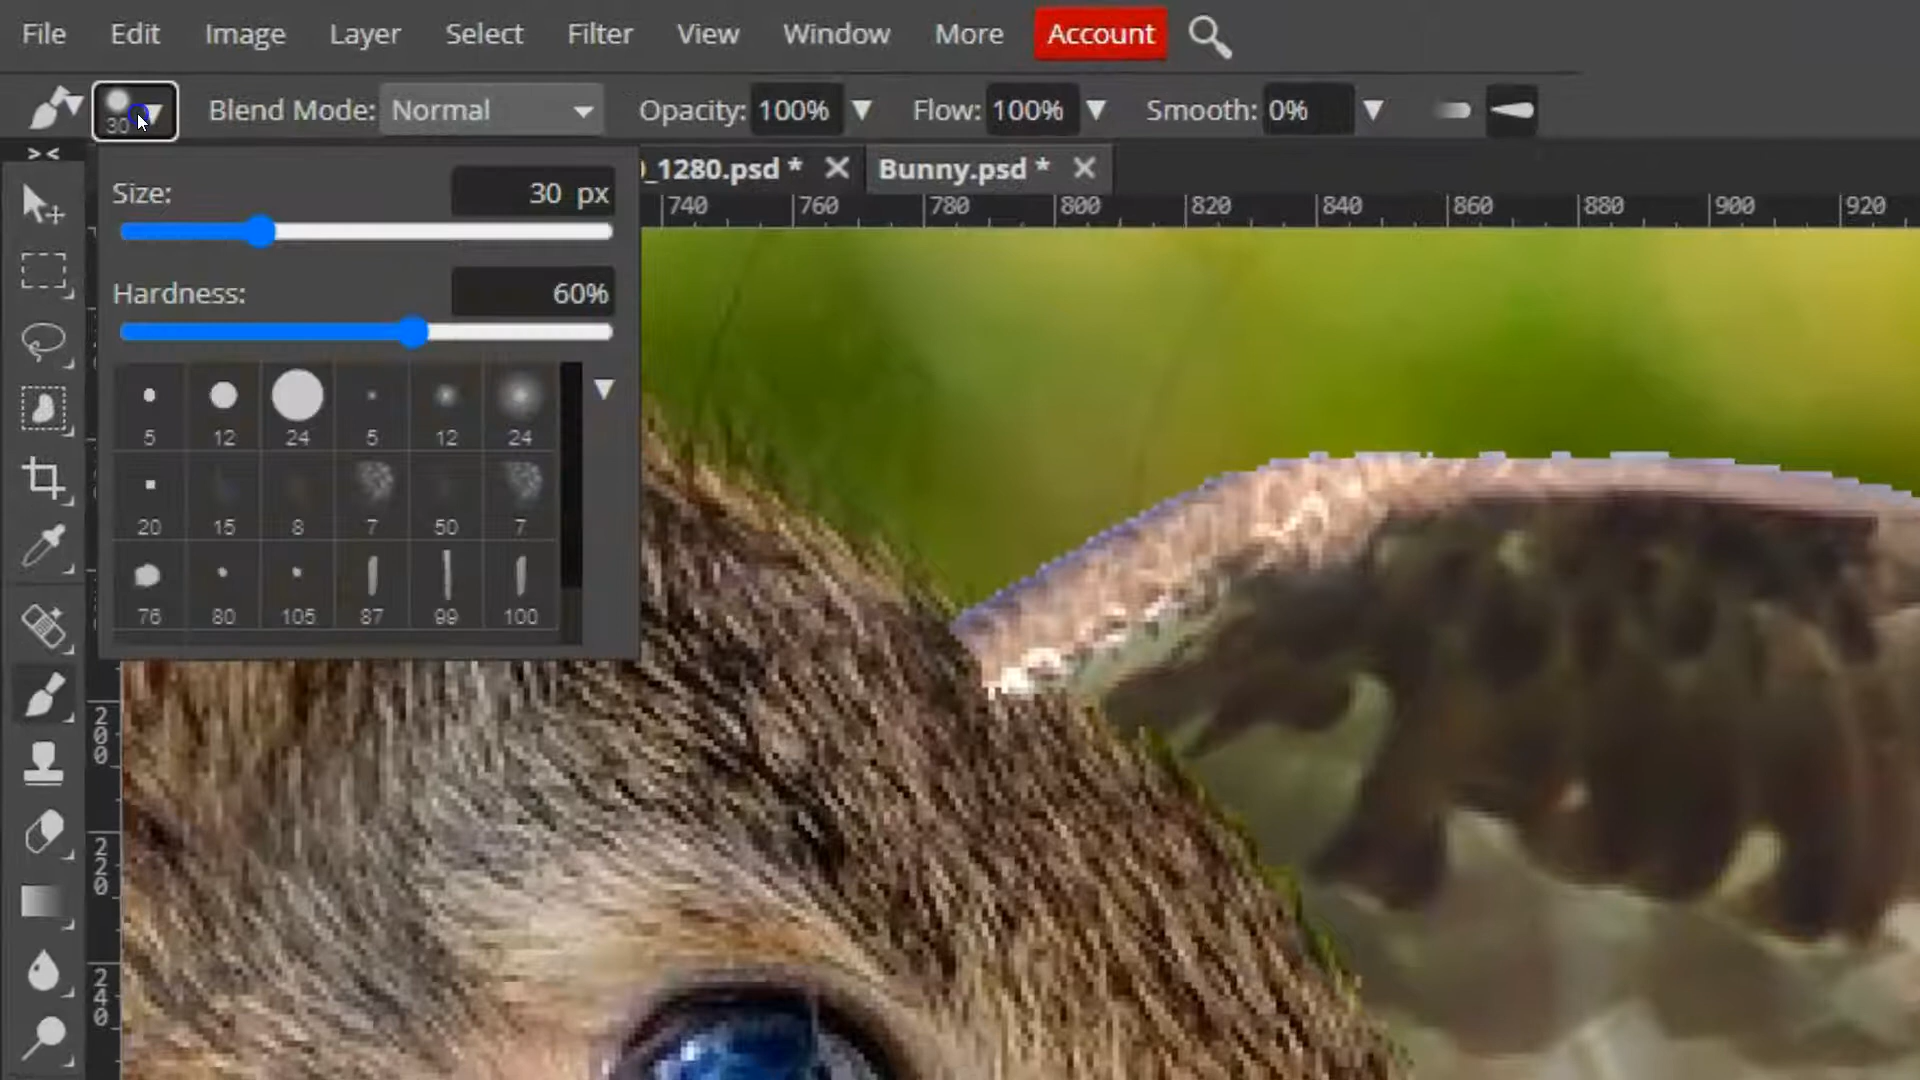 File Edit Image Layer Select Filter View Window More Account
30 Blend Mode: Normal Opacity: 100% Flow: 100% Smooth: 0%
_1280.psd * Bunny.psd *
740 760 780 800 820 840 860 880 900 920
Size: 30 px
Hardness: 60%
5 12 24 5 12 24
20 15 8 7 50 7
76 80 105 87 99 100
200
220
240